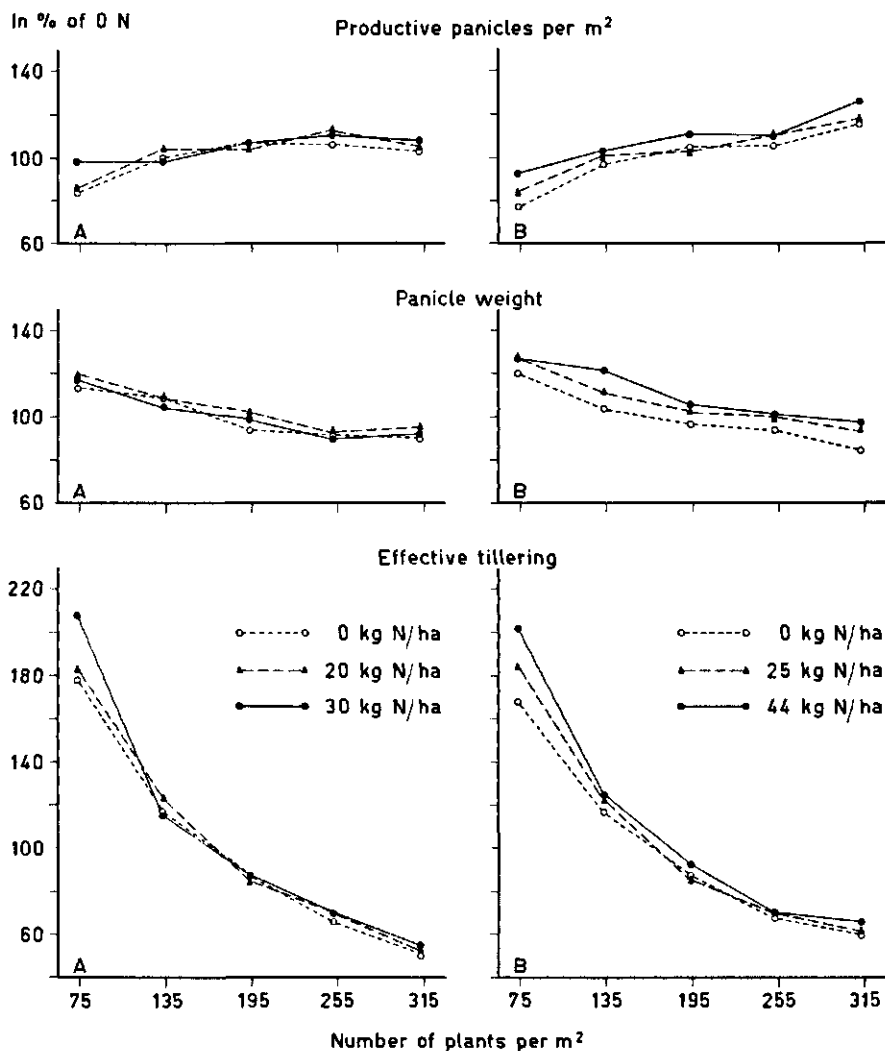 In % of 0 N
Productive panicles per m²
140
100
60
A
B
Panicle weight
140
100
60
A
B
Effective tillering
220
180
140
100
60
0 kg N/ha
20 kg N/ha
30 kg N/ha
0 kg N/ha
25 kg N/ha
44 kg N/ha
A
B
75 135 195 255 315
75 135 195 255 315
Number of plants per m²